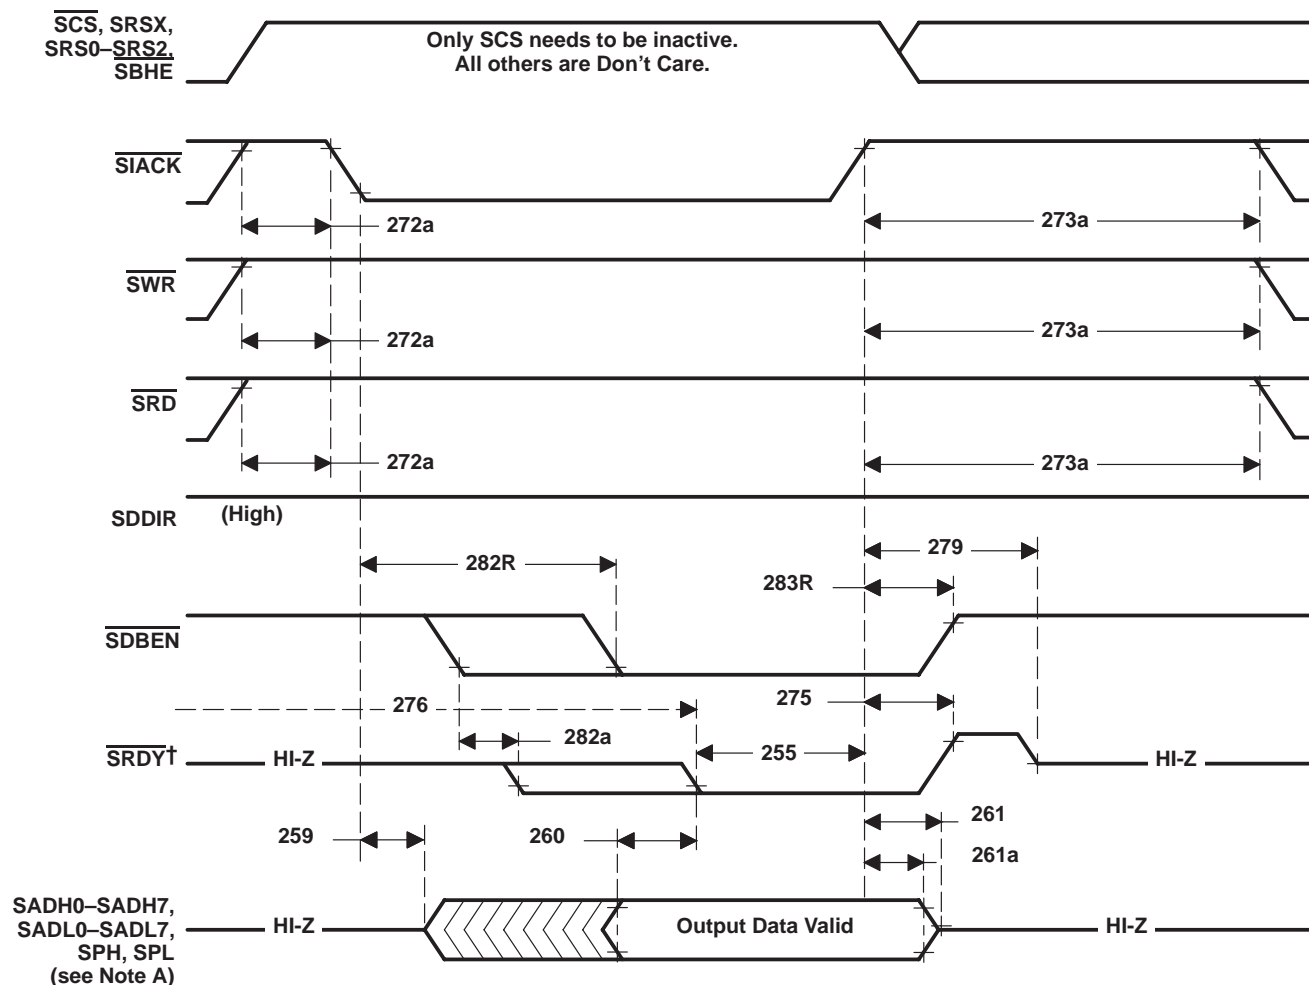 SCS, SRSX,
SRS0–SRS2,
SBHE
Only SCS needs to be inactive.
All others are Don't Care.
SIACK
272a
273a
SWR
272a
273a
SRD
272a
273a
SDDIR
(High)
282R
279
283R
SDBEN
276
275
282a
SRDY†
HI-Z
255
HI-Z
259
260
261
261a
SADH0–SADH7,
SADL0–SADL7,
SPH, SPL
(see Note A)
HI-Z
Output Data Valid
HI-Z